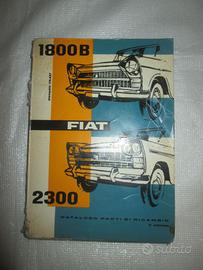 1800B
FIAT
2300
CATALOGO PARTI DI RICAMBIO
subito